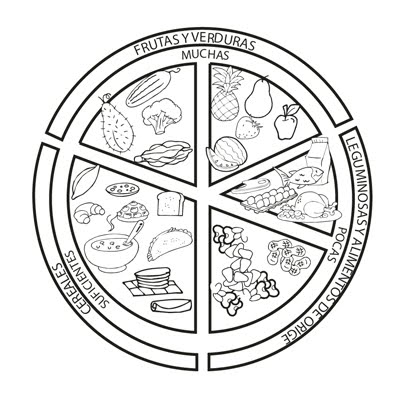 FRUTAS Y VERDURAS
MUCHAS
LEGUMINOSAS Y ALIMENTOS DE ORIGE
POCAS
CEREALES
SUFICIENTES